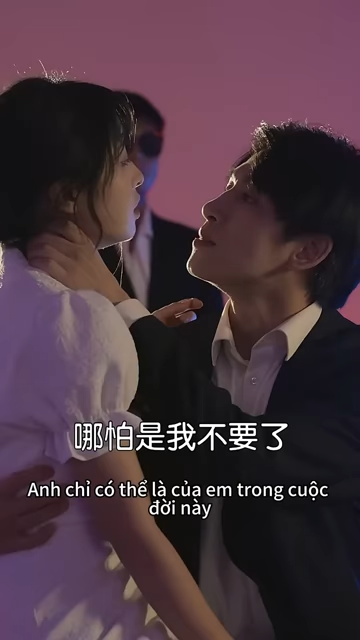 哪怕是我不要了
Anh chỉ có thể là của em trong cuộc
đời này